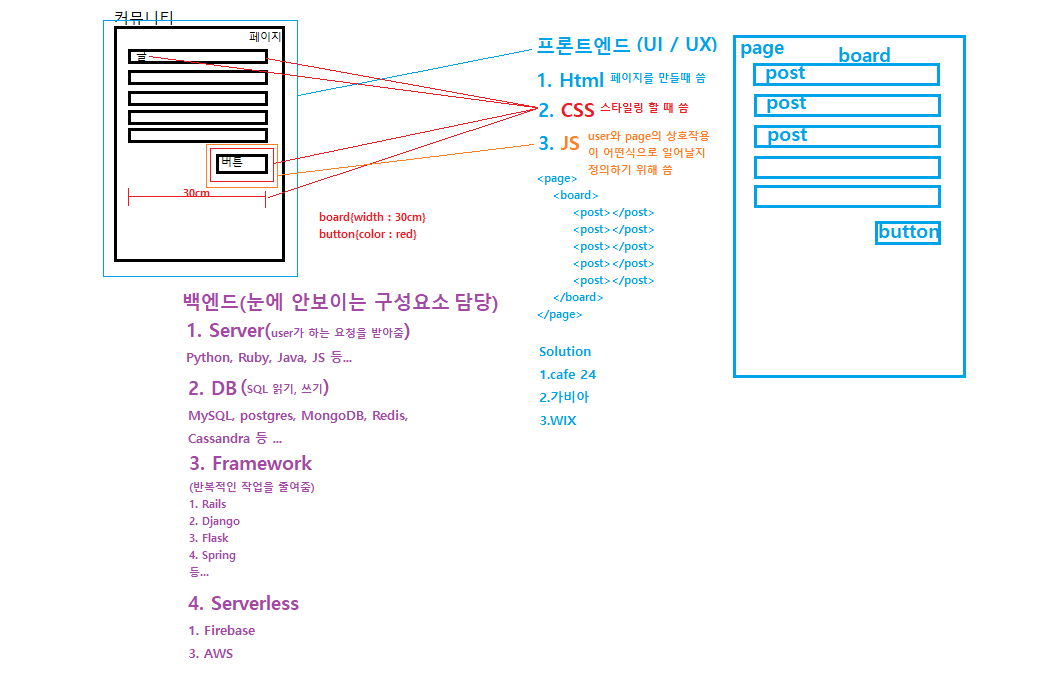 커뮤니티
페이지
글
버튼
30cm
board{width : 30cm}
button{color : red}
프론트엔드 (UI / UX)
1. Html 페이지를 만들때 씀
2. CSS 스타일링 할 때 씀
3. JS user와 page의 상호작용
이 어떤식으로 일어날지
정의하기 위해 씀
<page>
<board>
<post></post>
<post></post>
<post></post>
<post></post>
<post></post>
</board>
</page>
Solution
1.cafe 24
2.가비아
3.WIX
page
board
post
post
post
button
백엔드(눈에 안보이는 구성요소 담당)
1. Server(user가 하는 요청을 받아줌)
Python, Ruby, Java, JS 등...
2. DB (SQL 읽기, 쓰기)
MySQL, postgres, MongoDB, Redis,
Cassandra 등 ...
3. Framework
(반복적인 작업을 줄여줌)
1. Rails
2. Django
3. Flask
4. Spring
등...
4. Serverless
1. Firebase
3. AWS